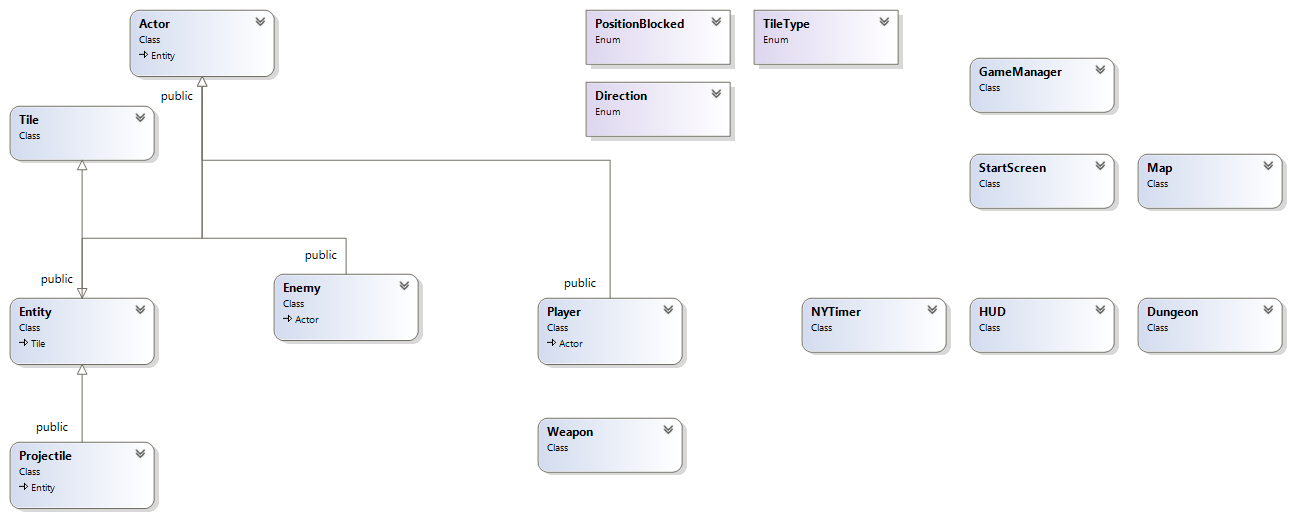 Actor
Class
Entity
public
Tile
Class
PositionBlocked
Enum
TileType
Enum
Direction
Enum
GameManager
Class
StartScreen
Class
Map
Class
public
Entity
Class
Tile
public
Enemy
Class
Actor
public
Player
Class
Actor
NYTimer
Class
HUD
Class
Dungeon
Class
public
Projectile
Class
Entity
Weapon
Class